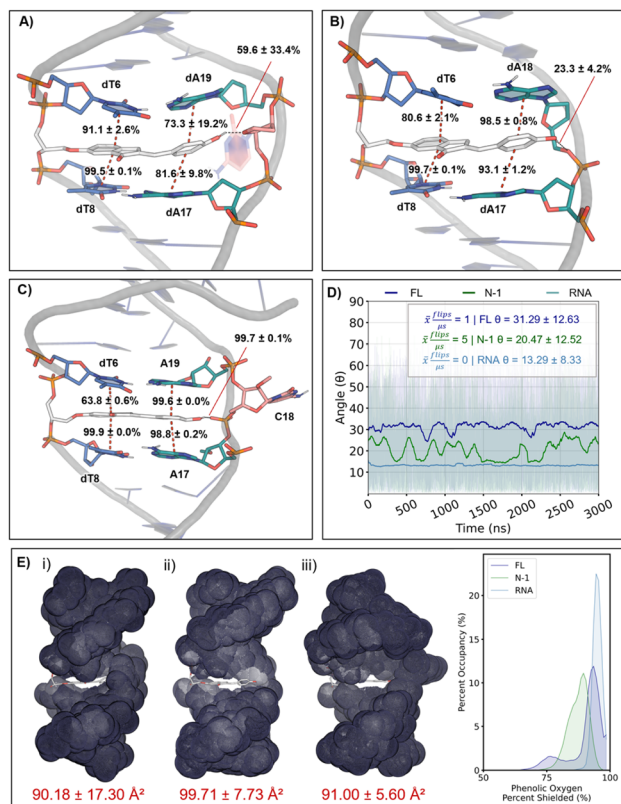 A)
59.6 ± 33.4%
dT6
dA19
91.1 ± 2.6%
73.3 ± 19.2%
99.5 ± 0.1%
81.6 ± 9.8%
dT8
dA17
B)
dA18
dT6
23.3 ± 4.2%
80.6 ± 2.1%
98.5 ± 0.8%
99.7 ± 0.1%
93.1 ± 1.2%
dT8
dA17
C)
99.7 ± 0.1%
dT6
A19
63.8 ± 0.6%
99.6 ± 0.0%
C18
99.9 ± 0.0%
98.8 ± 0.2%
dT8
A17
D)
FL N-1 RNA
x̄ flips/μs = 1 | FL θ = 31.29 ± 12.63
x̄ flips/μs = 5 | N-1 θ = 20.47 ± 12.52
x̄ flips/μs = 0 | RNA θ = 13.29 ± 8.33
Angle (θ)
90
80
70
60
50
40
30
20
10
0 500 1000 1500 2000 2500 3000
Time (ns)
E)
i) ii) iii)
90.18 ± 17.30 Å² 99.71 ± 7.73 Å² 91.00 ± 5.60 Å²
FL
N-1
RNA
Percent Occupancy (%)
20
15
10
5
0
50 75 100
Phenolic Oxygen
Percent Shielded (%)